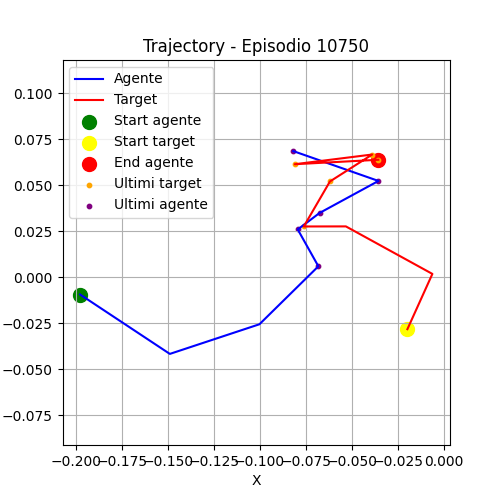 Trajectory - Episodio 10750
Agente
Target
Start agente
Start target
End agente
Ultimi target
Ultimi agente
0.100
0.075
0.050
0.025
0.000
−0.025
−0.050
−0.075
−0.200 −0.175 −0.150 −0.125 −0.100 −0.075 −0.050 −0.025 0.000
X